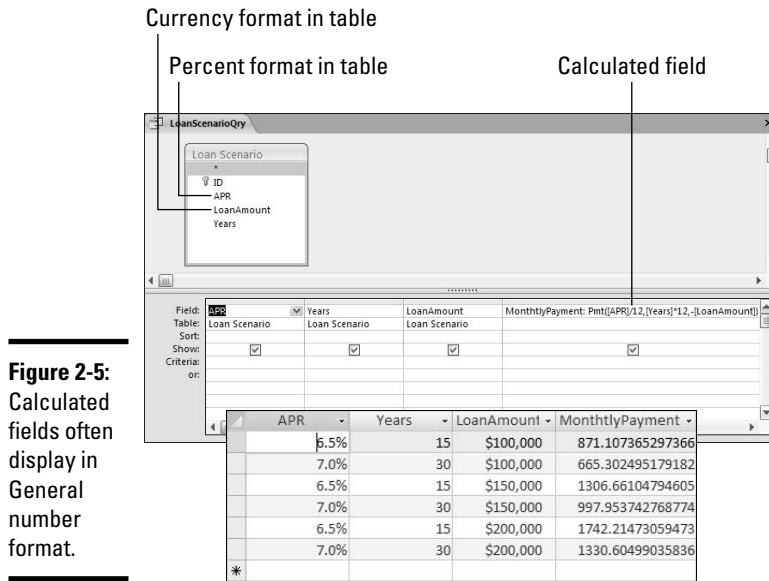 Currency format in table
Percent format in table
Calculated field
LoanScenarioQry
Loan Scenario
*
ID
APR
LoanAmount
Years
Field: APR Years LoanAmount MonthtlyPayment: Pmt([APR]/12,[Years]*12,-[LoanAmount])
Table: Loan Scenario Loan Scenario Loan Scenario
Sort:
Show:
Criteria:
or:
APR Years LoanAmount MonthtlyPayment
6.5% 15 $100,000 871.107365297366
7.0% 30 $100,000 665.302495179182
6.5% 15 $150,000 1306.66104794605
7.0% 30 $150,000 997.953742768774
6.5% 15 $200,000 1742.21473059473
7.0% 30 $200,000 1330.60499035836
*
Figure 2-5:
Calculated
fields often
display in
General
number
format.